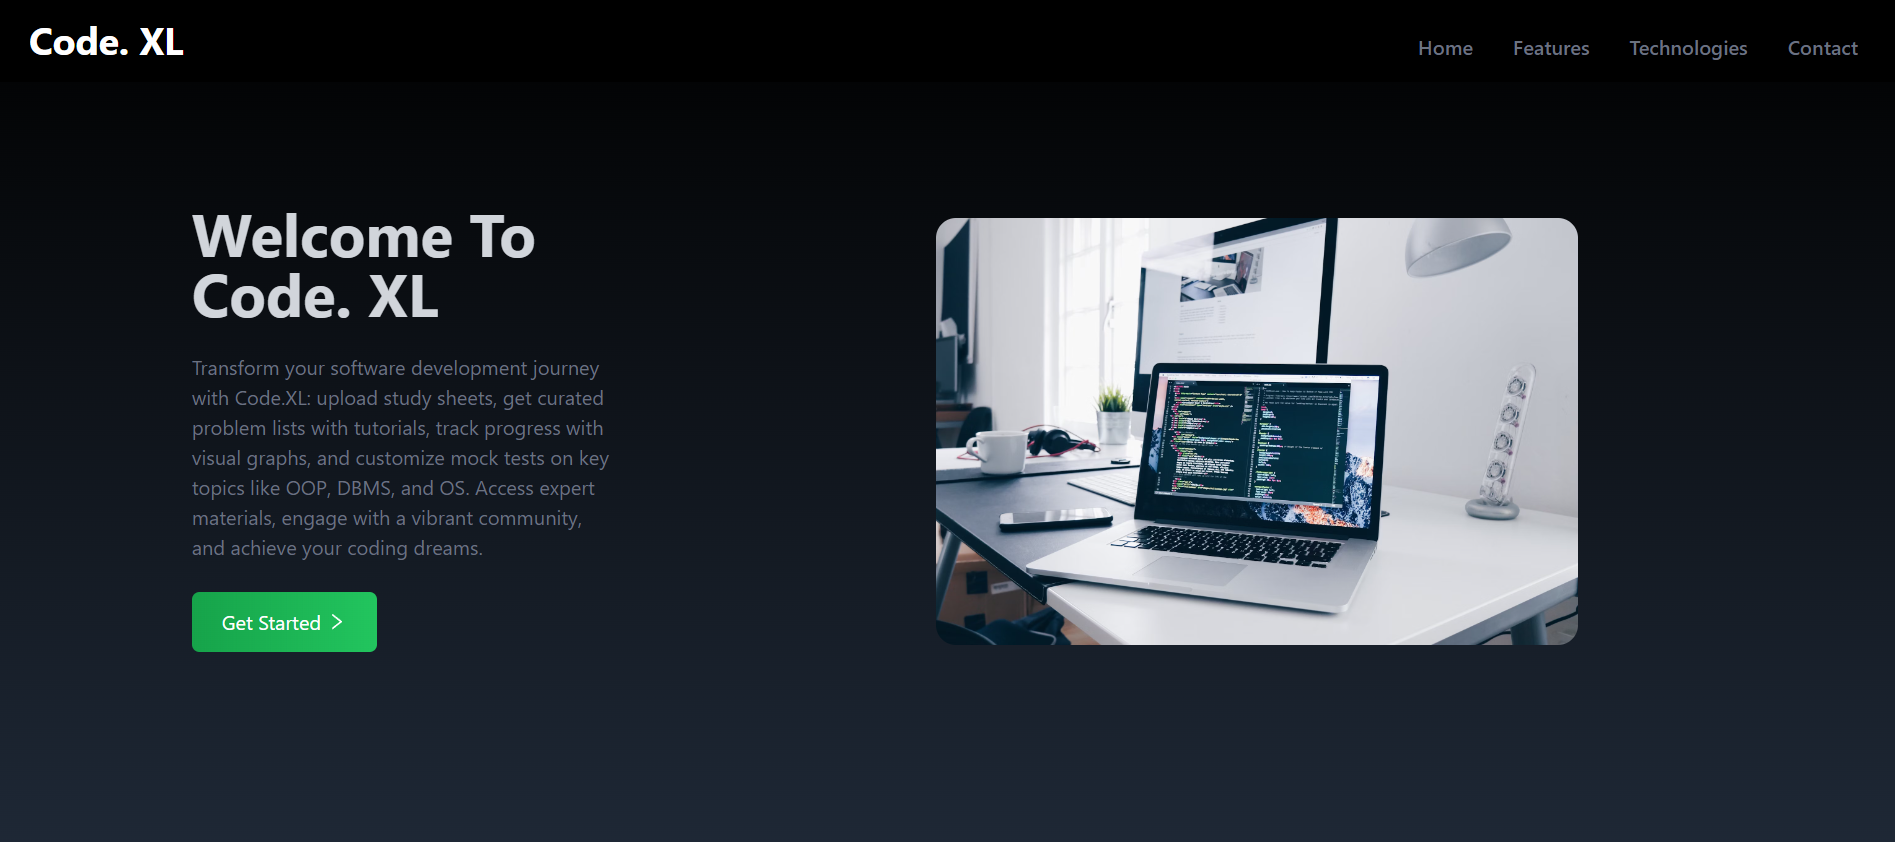 Code. XL
Home Features Technologies Contact
Welcome To
Code. XL
Transform your software development journey
with Code.XL: upload study sheets, get curated
problem lists with tutorials, track progress with
visual graphs, and customize mock tests on key
topics like OOP, DBMS, and OS. Access expert
materials, engage with a vibrant community,
and achieve your coding dreams.
Get Started